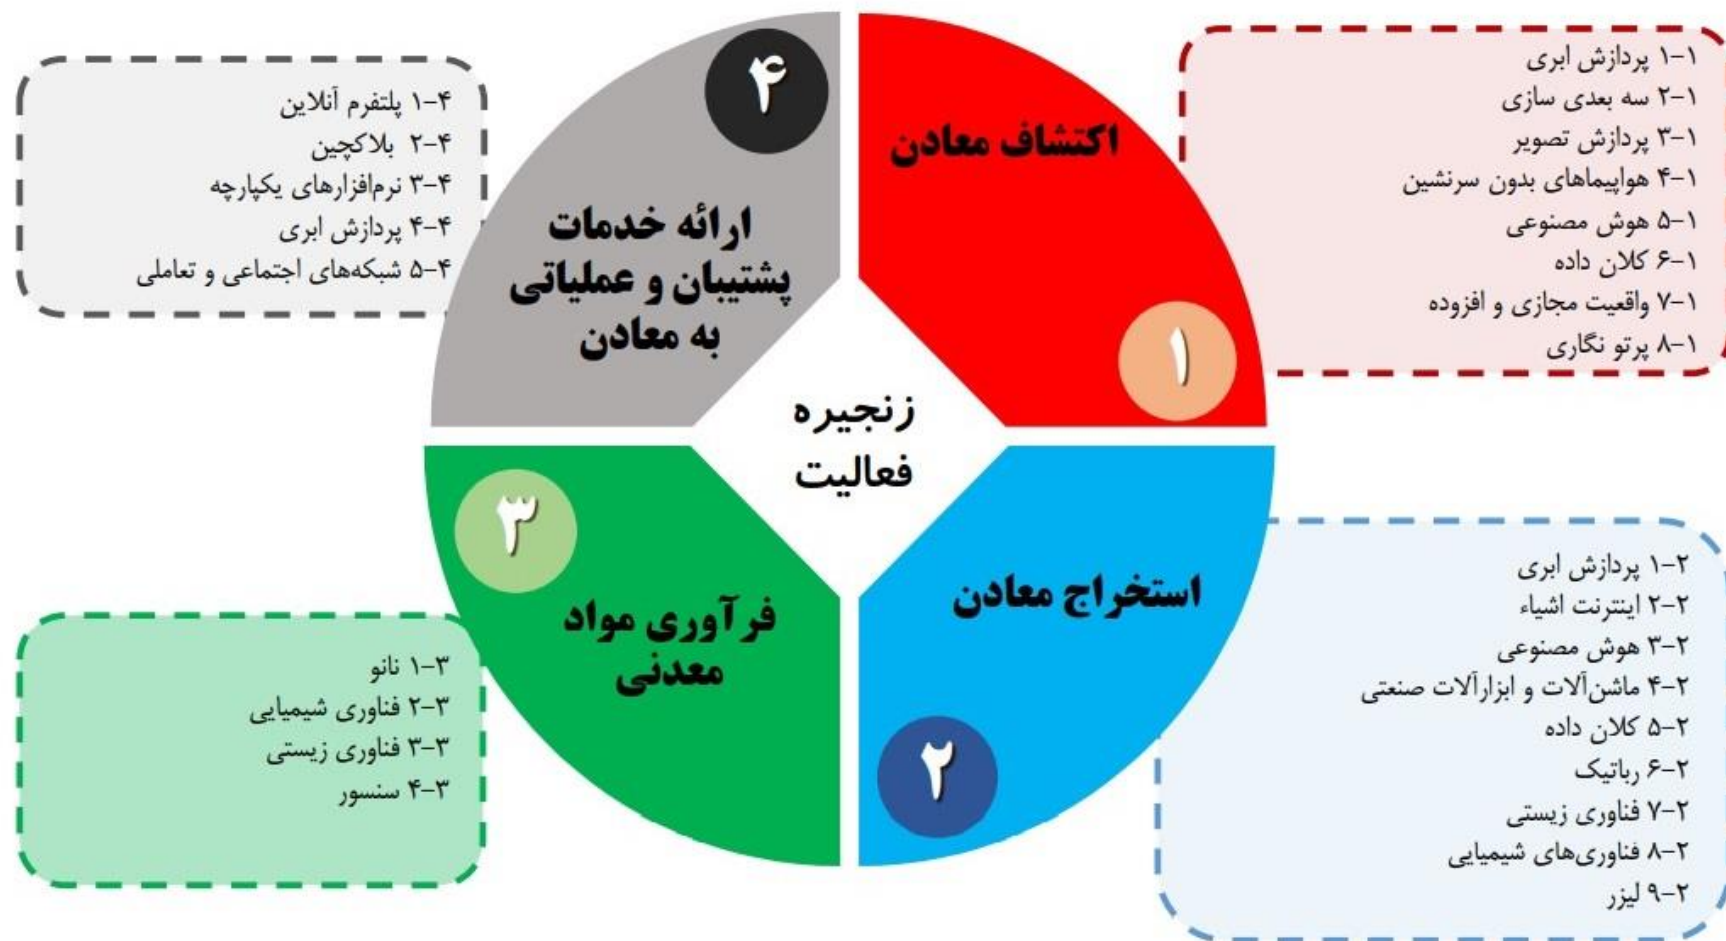 ۱
اکتشاف معادن
۱-۱ پردازش ابری
۲-۱ سه بعدی سازی
۳-۱ پردازش تصویر
۴-۱ هواپیماهای بدون سرنشین
۵-۱ هوش مصنوعی
۶-۱ کلان داده
۷-۱ واقعیت مجازی و افزوده
۸-۱ پرتو نگاری
۲
استخراج معادن
۱-۲ پردازش ابری
۲-۲ اینترنت اشیاء
۳-۲ هوش مصنوعی
۴-۲ ماشن‌آلات و ابزارآلات صنعتی
۵-۲ کلان داده
۶-۲ رباتیک
۷-۲ فناوری زیستی
۸-۲ فناوری‌های شیمیایی
۹-۲ لیزر
۳
فرآوری مواد
معدنی
۱-۳ نانو
۲-۳ فناوری شیمیایی
۳-۳ فناوری زیستی
۴-۳ سنسور
۴
ارائه خدمات
پشتیبان و عملیاتی
به معادن
۱-۴ پلتفرم آنلاین
۲-۴ بلاکچین
۳-۴ نرم‌افزارهای یکپارچه
۴-۴ پردازش ابری
۵-۴ شبکه‌های اجتماعی و تعاملی
زنجیره
فعالیت